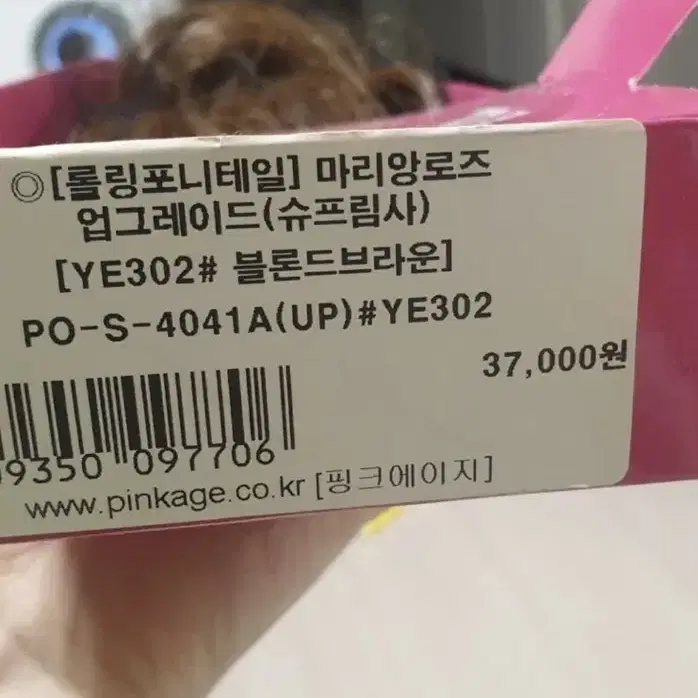 ◎[롤링포니테일] 마리앙로즈
업그레이드(슈프림사)
[YE302# 블론드브라운]
PO-S-4041A(UP)#YE302
37,000원
9350 097706
www.pinkage.co.kr [핑크에이지]